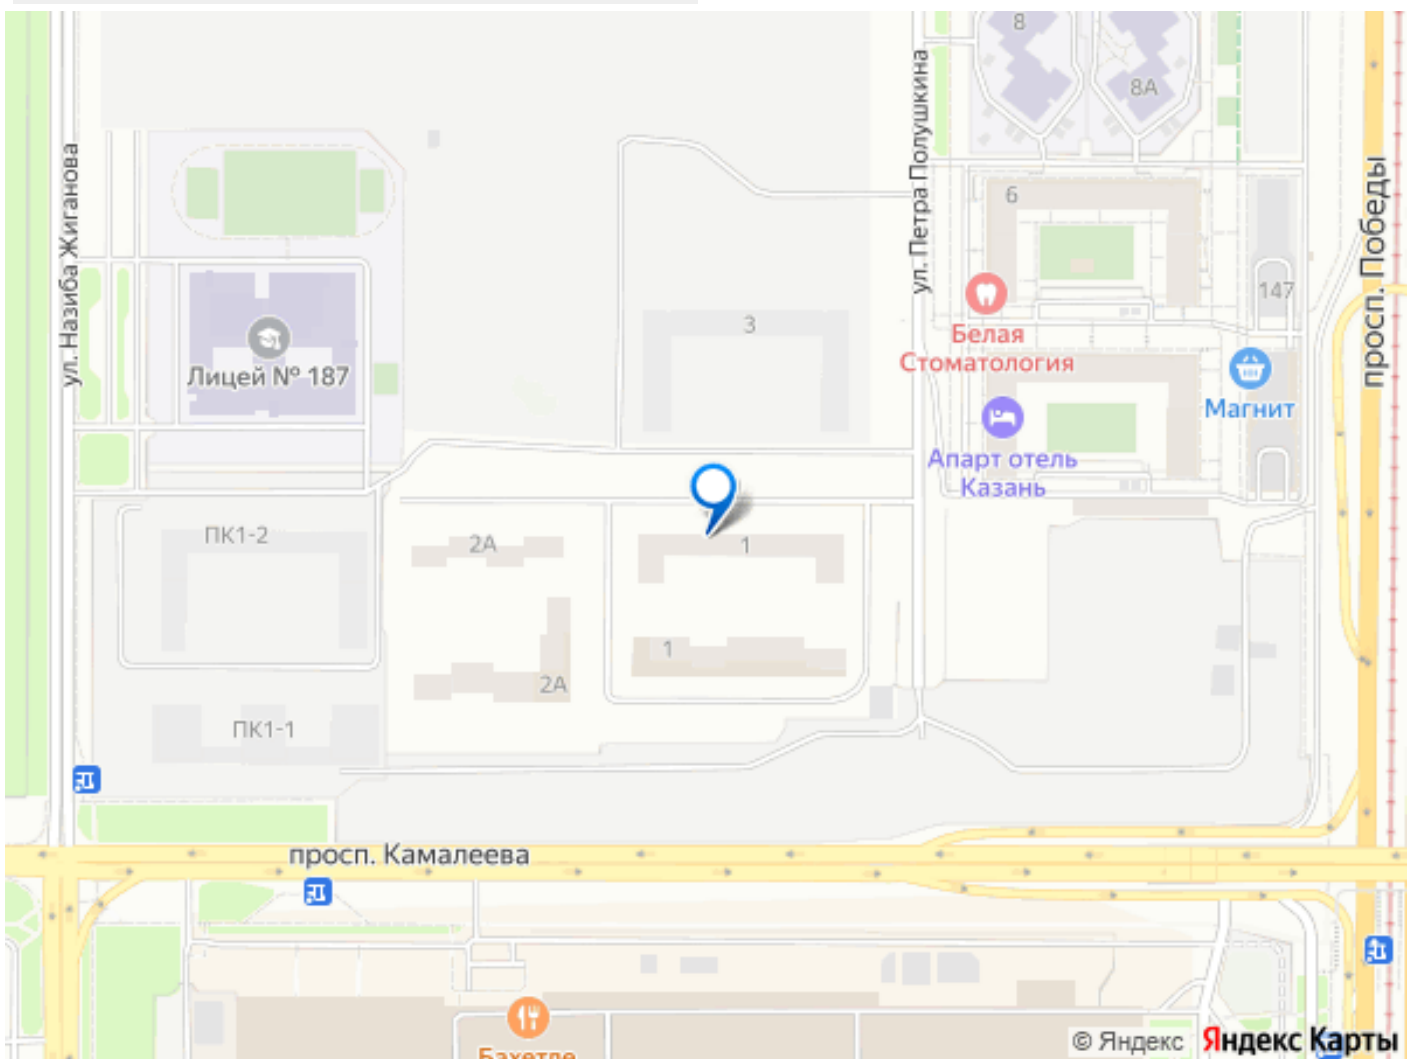 8
8А
ул. Назиба Жиганова
ул. Петра Полушкина
просп. Победы
6
147
3
Белая
Стоматология
Лицей № 187
Магнит
Апарт отель
Казань
ПК1-2
2А
1
1
2А
ПК1-1
просп. Камалеева
Бахетле
© Яндекс Яндекс Карты